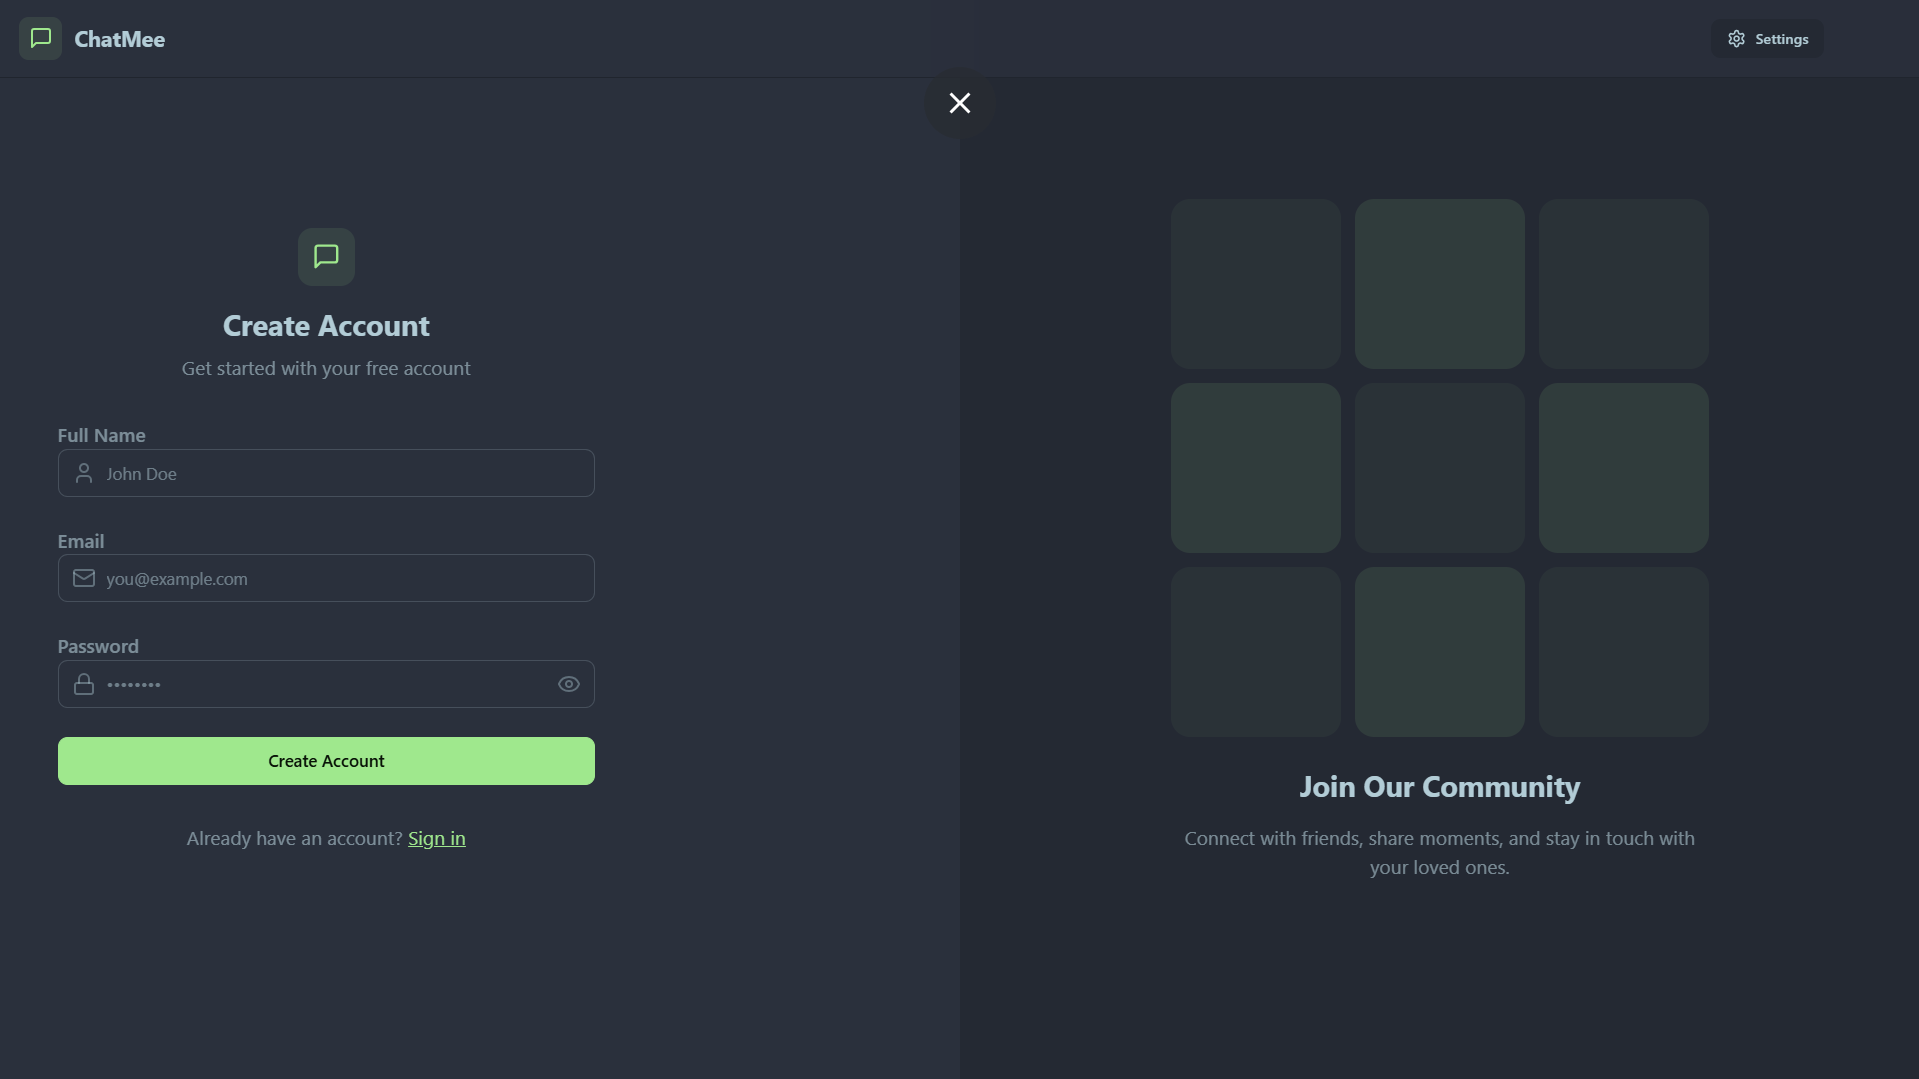 ChatMee
Settings
Create Account
Get started with your free account
Full Name
John Doe
Email
you@example.com
Password
••••••••
Create Account
Already have an account? Sign in
Join Our Community
Connect with friends, share moments, and stay in touch with
your loved ones.